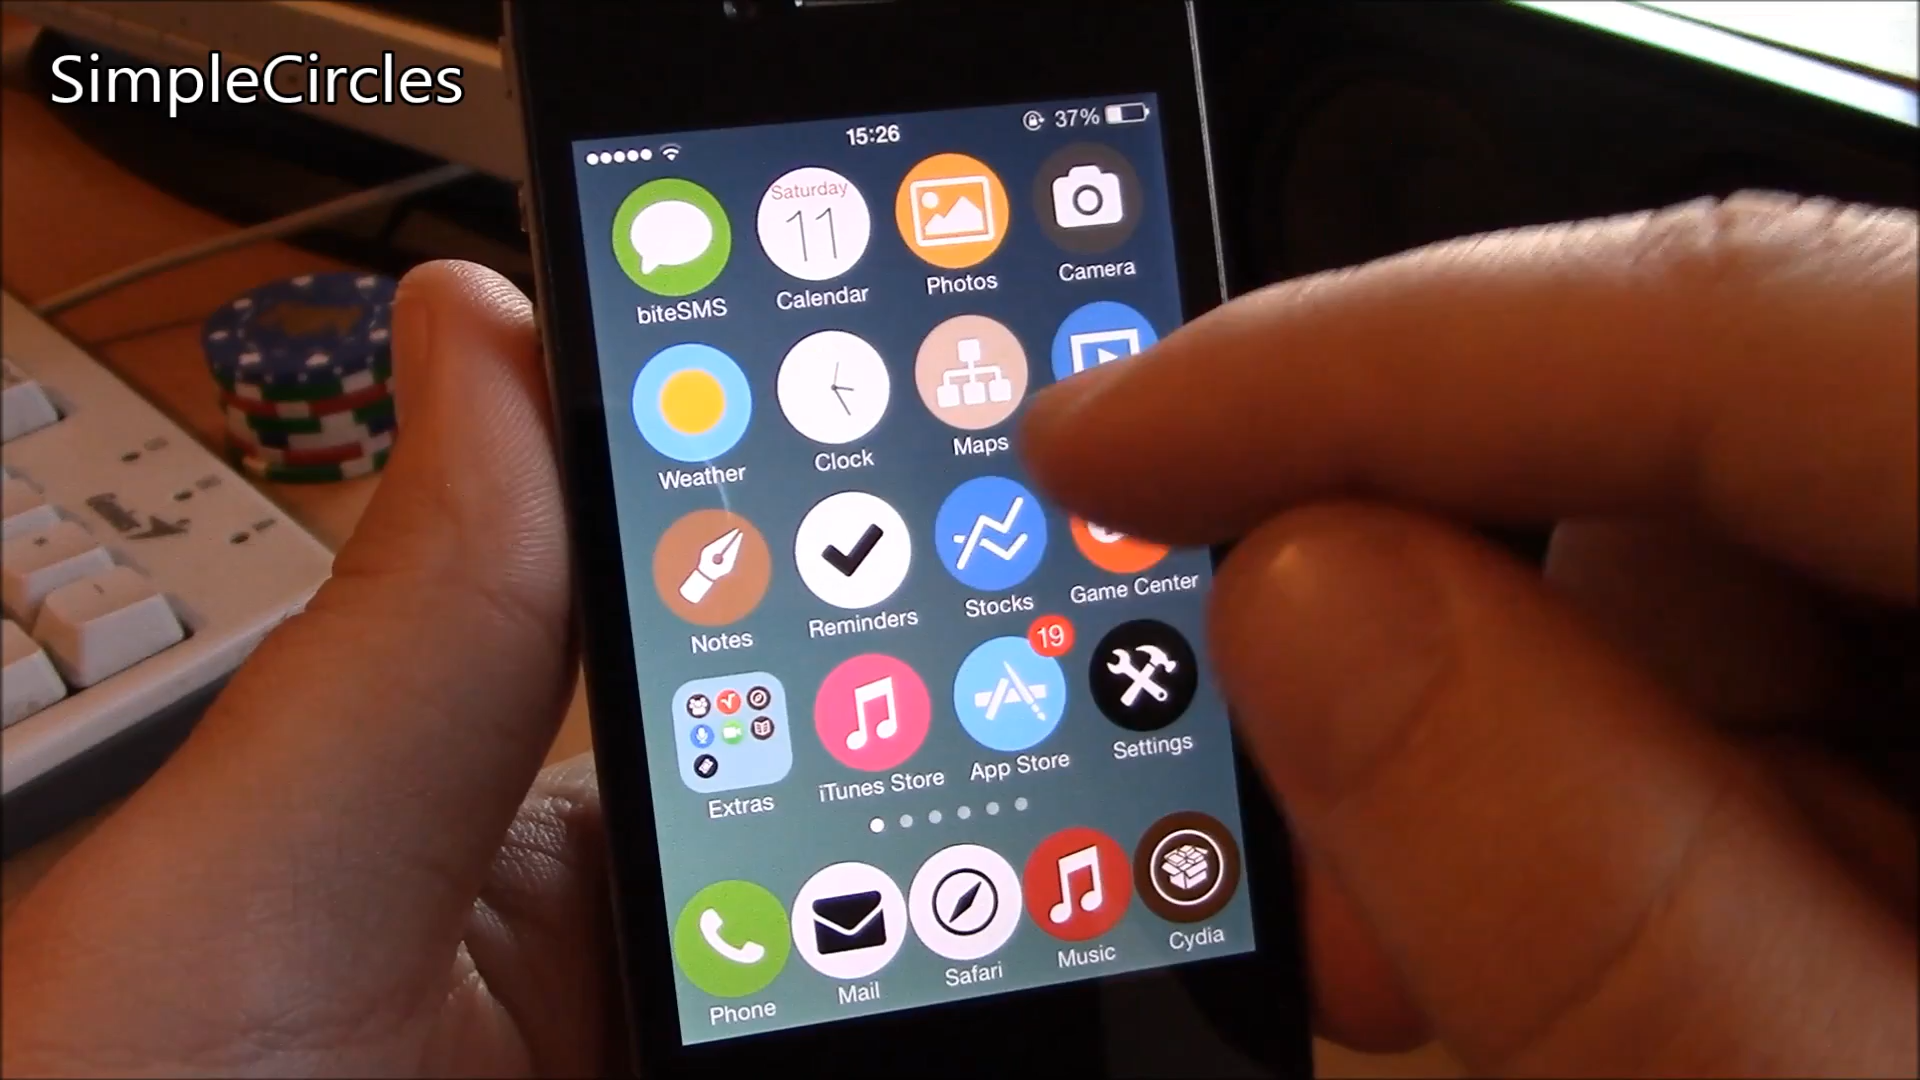 SimpleCircles
15:26
37%
Saturday
11
biteSMS
Calendar
Photos
Camera
Weather
Clock
Maps
Notes
Reminders
Stocks
Game Center
19
Extras
iTunes Store
App Store
Settings
Phone
Mail
Safari
Music
Cydia